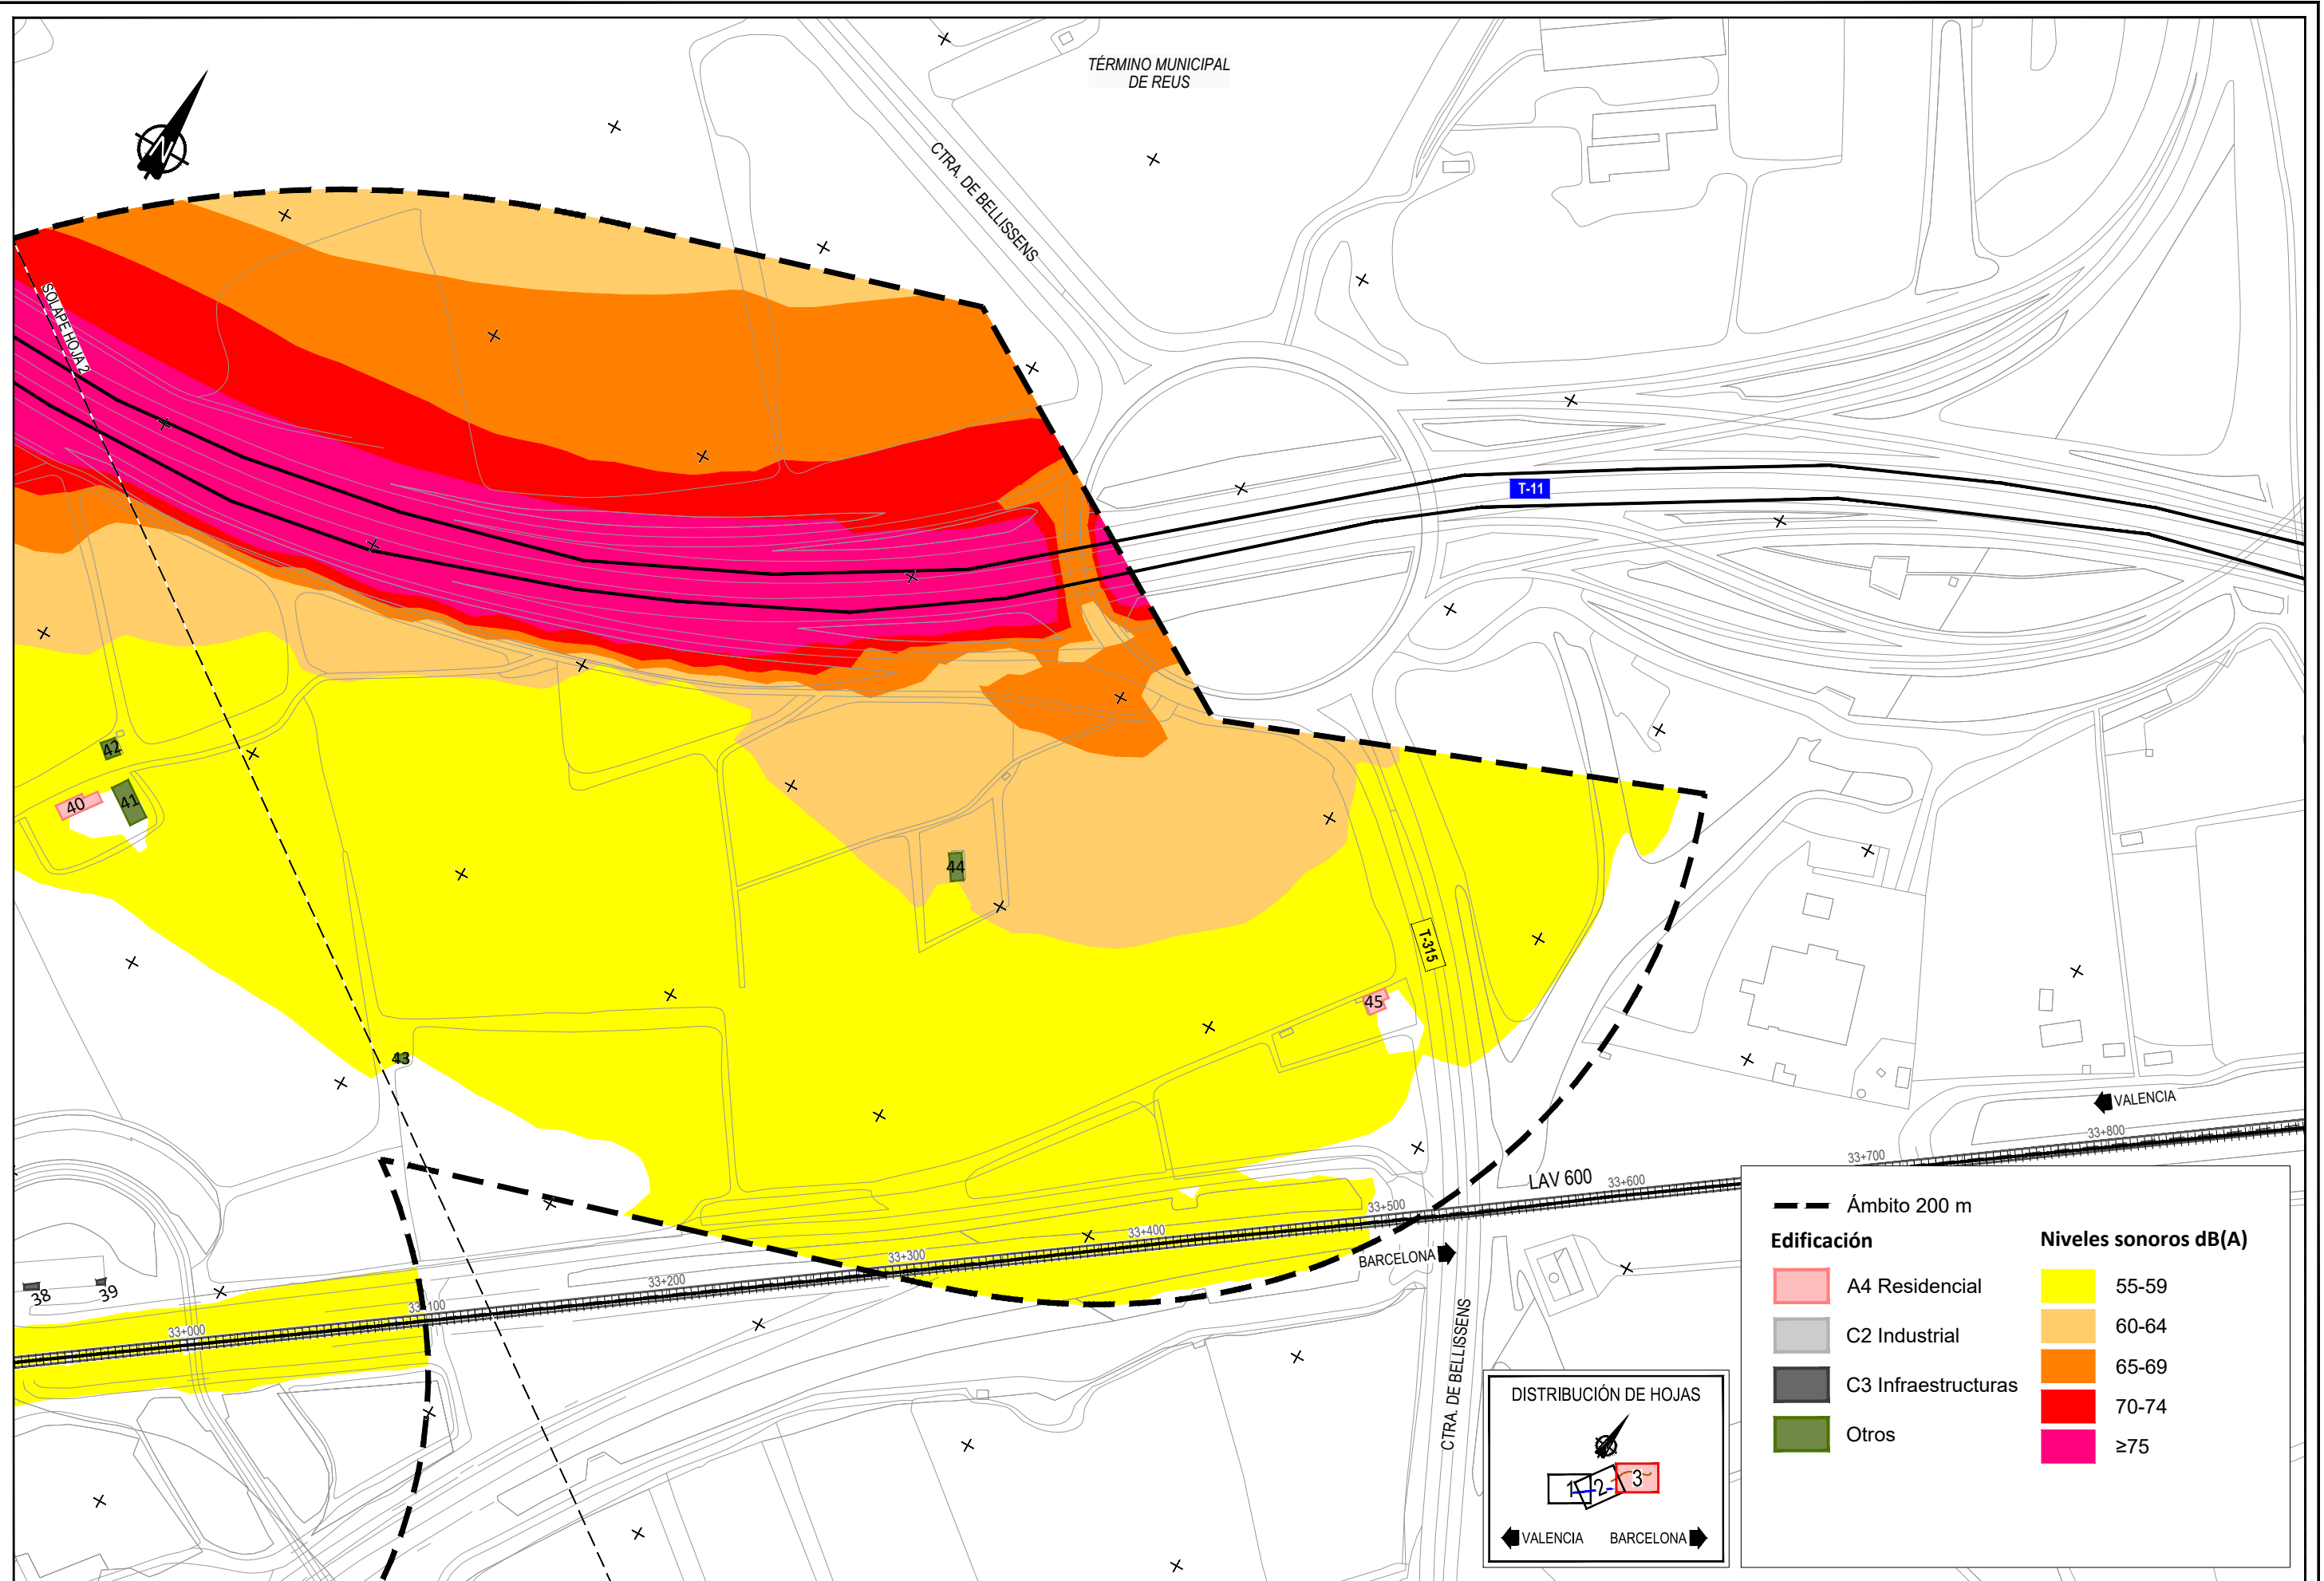 TÉRMINO MUNICIPAL
DE REUS
N
CTRA. DE BELLISSENS
SOLAPE HOJA 2
T-11
42
40
41
44
T-315
45
43
VALENCIA
33+800
33+700
LAV 600
33+600
33+500
33+400
BARCELONA
33+300
33+200
33+100
33+000
38
39
CTRA. DE BELLISSENS
DISTRIBUCIÓN DE HOJAS
1
2
3
VALENCIA
BARCELONA
Ámbito 200 m
Edificación
Niveles sonoros dB(A)
A4 Residencial
55-59
C2 Industrial
60-64
C3 Infraestructuras
65-69
Otros
70-74
≥75